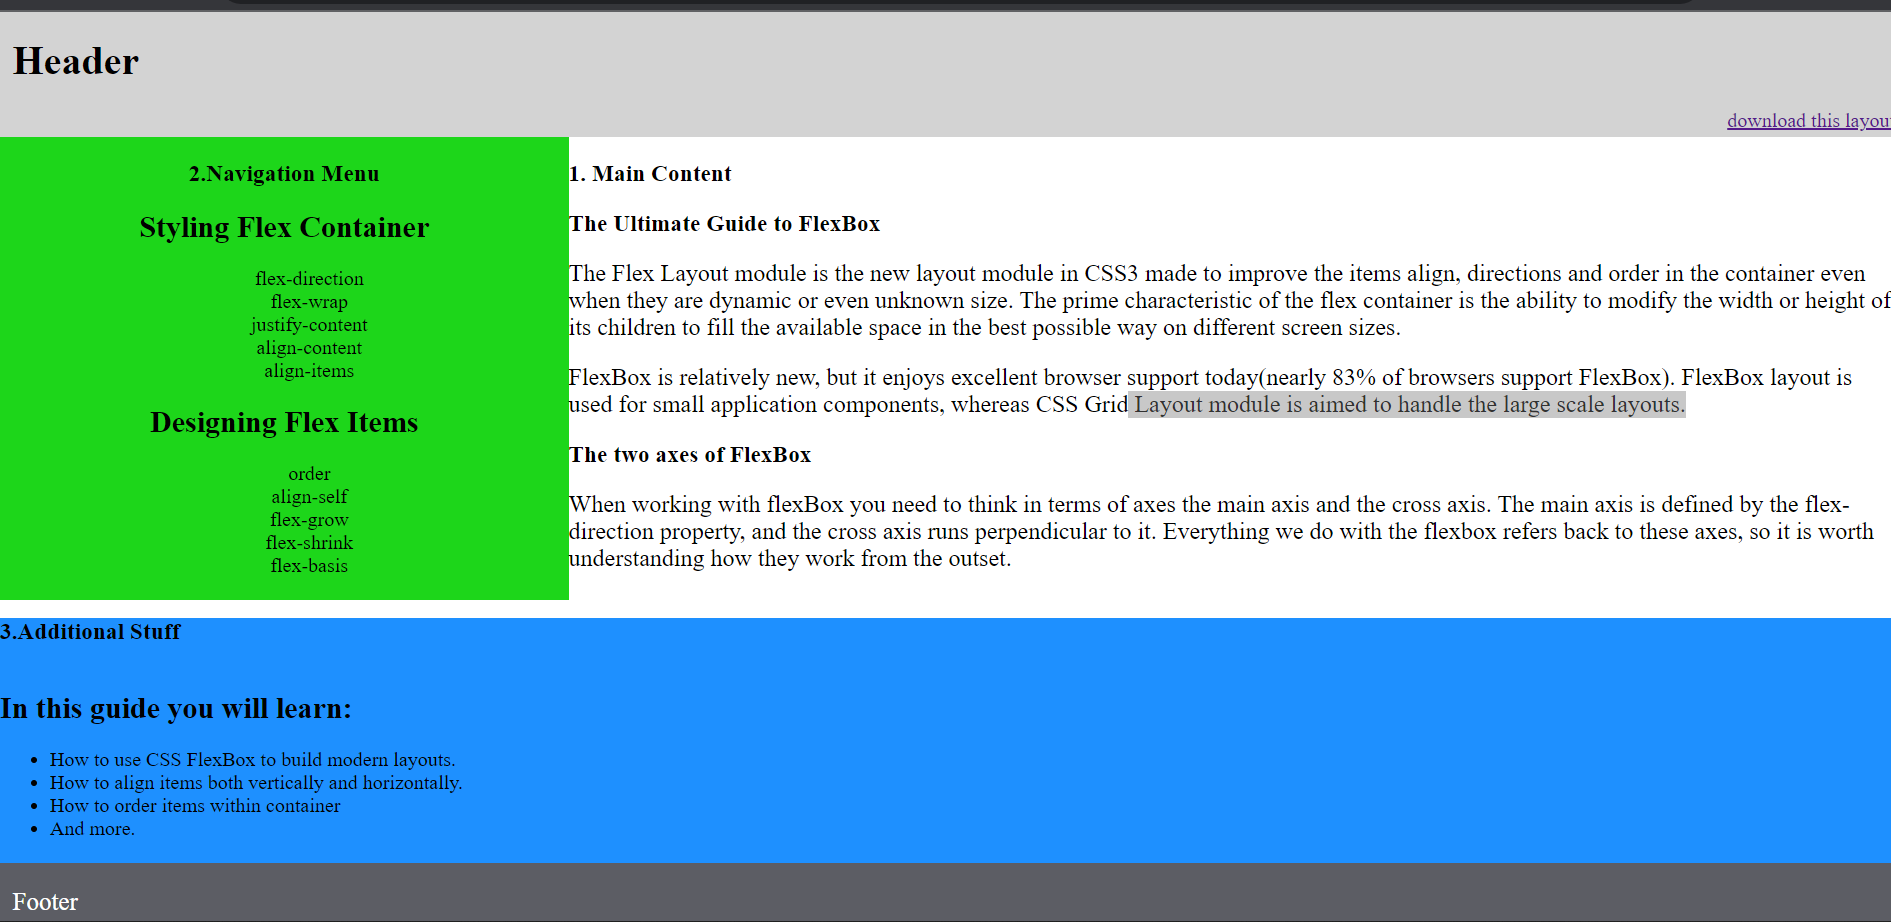 Header
download this layou
2.Navigation Menu
Styling Flex Container
flex-direction
flex-wrap
justify-content
align-content
align-items
Designing Flex Items
order
align-self
flex-grow
flex-shrink
flex-basis
1. Main Content
The Ultimate Guide to FlexBox
The Flex Layout module is the new layout module in CSS3 made to improve the items align, directions and order in the container even
when they are dynamic or even unknown size. The prime characteristic of the flex container is the ability to modify the width or height of
its children to fill the available space in the best possible way on different screen sizes.
FlexBox is relatively new, but it enjoys excellent browser support today(nearly 83% of browsers support FlexBox). FlexBox layout is
used for small application components, whereas CSS Grid Layout module is aimed to handle the large scale layouts.
The two axes of FlexBox
When working with flexBox you need to think in terms of axes the main axis and the cross axis. The main axis is defined by the flex-
direction property, and the cross axis runs perpendicular to it. Everything we do with the flexbox refers back to these axes, so it is worth
understanding how they work from the outset.
3.Additional Stuff
In this guide you will learn:
• How to use CSS FlexBox to build modern layouts.
• How to align items both vertically and horizontally.
• How to order items within container
• And more.
Footer